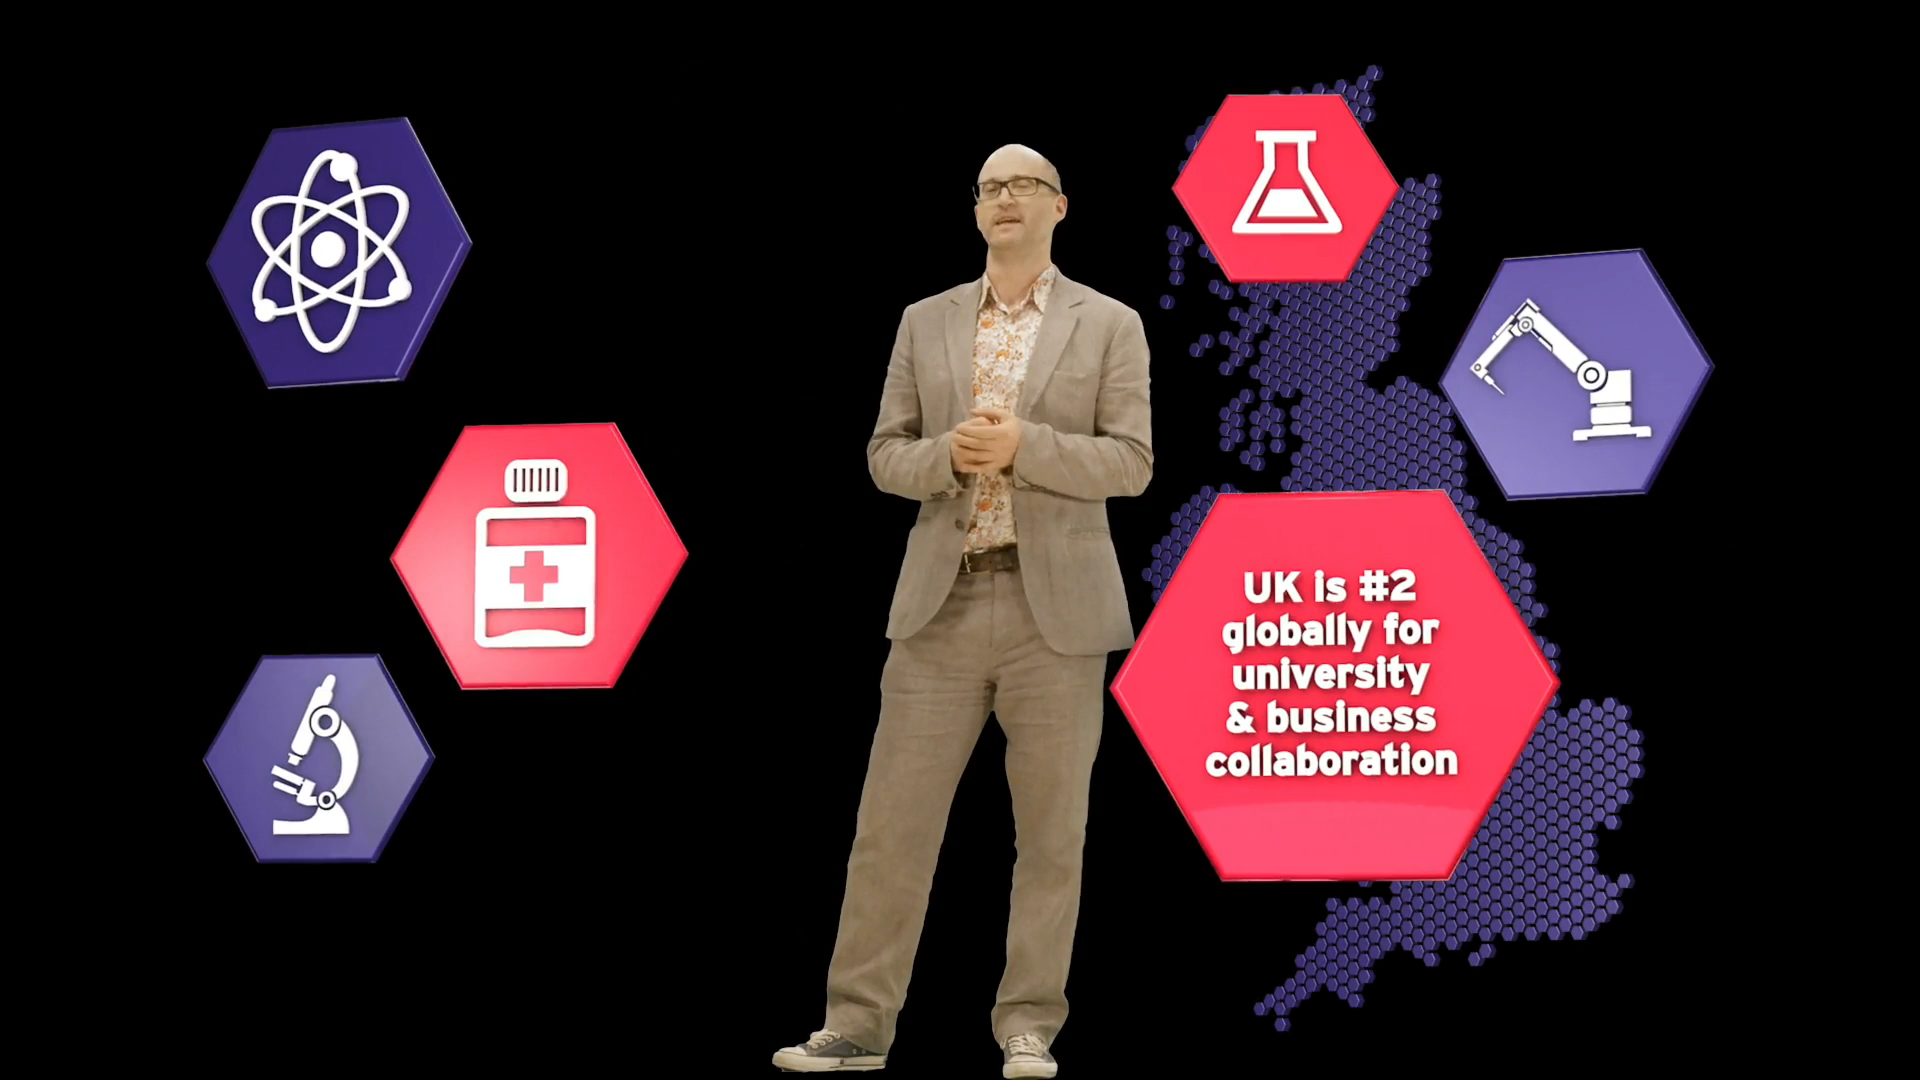 UK is #2
globally for
university
& business
collaboration